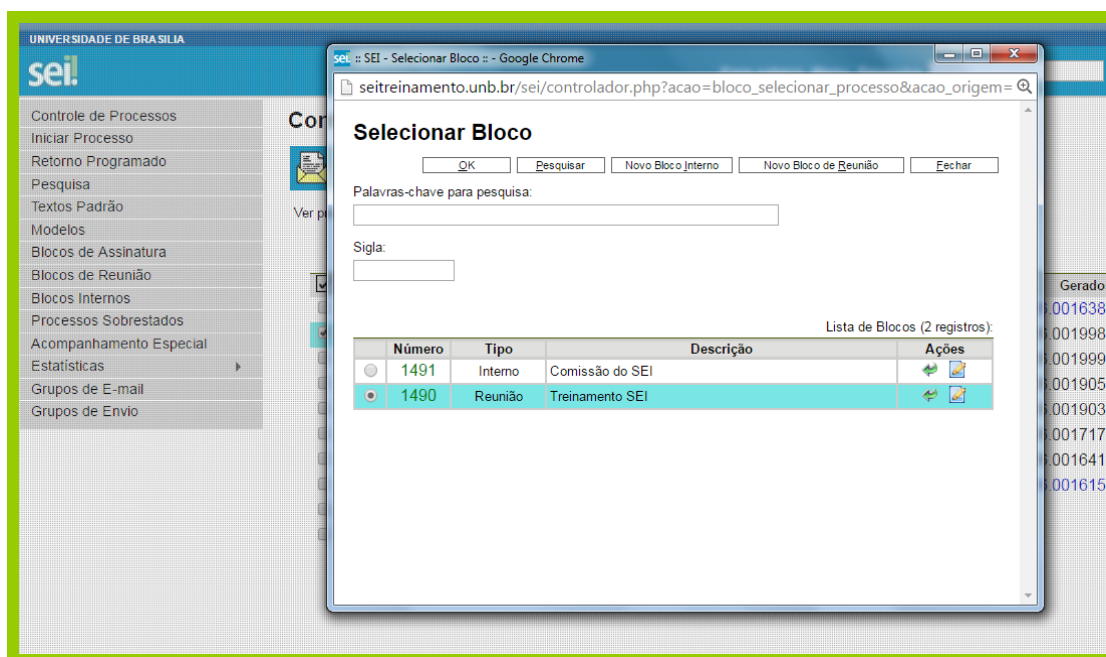 UNIVERSIDADE DE BRASILIA
sei!
Controle de Processos
Iniciar Processo
Retorno Programado
Pesquisa
Textos Padrão
Modelos
Blocos de Assinatura
Blocos de Reunião
Blocos Internos
Processos Sobrestados
Acompanhamento Especial
Estatísticas
Grupos de E-mail
Grupos de Envio
Ver
sei! :: SEI - Selecionar Bloco :: - Google Chrome
seitreinamento.unb.br/sei/controlador.php?acao=bloco_selecionar_processo&acao_origem=
Selecionar Bloco
OK Pesquisar Novo Bloco Interno Novo Bloco de Reunião Fechar
Palavras-chave para pesquisa:
Sigla:
Lista de Blocos (2 registros):
Número Tipo Descrição Ações
1491 Interno Comissão do SEI
1490 Reunião Treinamento SEI
Gerado
.001638
.001998
.001999
.001905
.001903
.001717
.001641
.001615